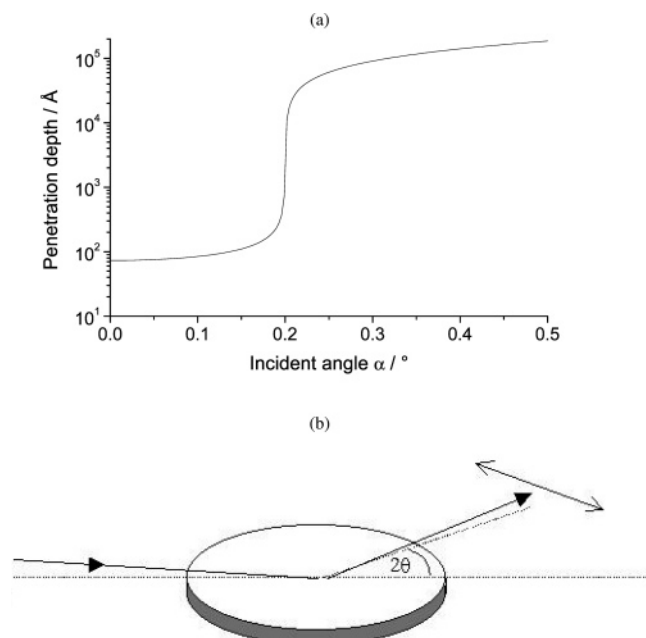 (a)
Penetration depth / Å
10⁵
10⁴
10³
10²
10¹
0.0 0.1 0.2 0.3 0.4 0.5
Incident angle α / °
(b)
2θ